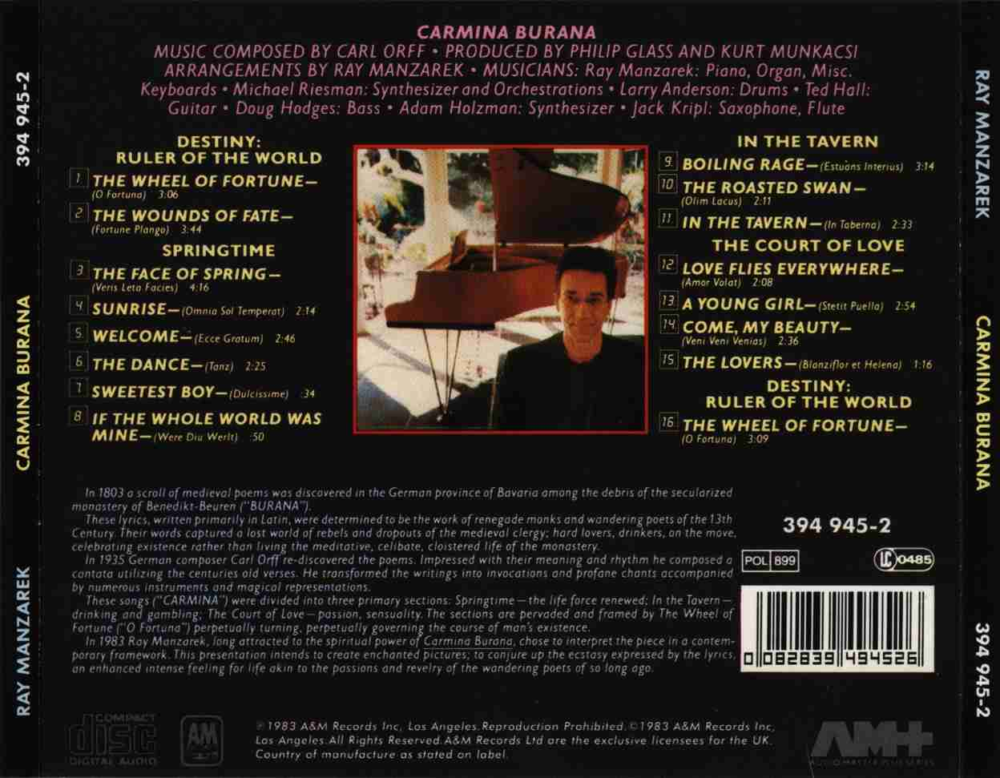 CARMINA BURANA
MUSIC COMPOSED BY CARL ORFF • PRODUCED BY PHILIP GLASS AND KURT MUNKACSI
ARRANGEMENTS BY RAY MANZAREK • MUSICIANS: Ray Manzarek: Piano, Organ, Misc.
Keyboards • Michael Riesman: Synthesizer and Orchestrations • Larry Anderson: Drums • Ted Hall:
Guitar • Doug Hodges: Bass • Adam Holzman: Synthesizer • Jack Kripl: Saxophone, Flute
DESTINY:
RULER OF THE WORLD
1 THE WHEEL OF FORTUNE—
(O Fortuna) 3:06
2 THE WOUNDS OF FATE—
(Fortune Plango) 3:44
SPRINGTIME
3 THE FACE OF SPRING—
(Veris Leta Facies) 4:16
4 SUNRISE—(Omnia Sol Temperat) 2:14
5 WELCOME—(Ecce Gratum) 2:46
6 THE DANCE—(Tanz) 2:25
7 SWEETEST BOY—(Dulcissime) :34
8 IF THE WHOLE WORLD WAS
MINE—(Were Diu Werlt) :50
IN THE TAVERN
9 BOILING RAGE—(Estuans Interius) 3:14
10 THE ROASTED SWAN—
(Olim Lacus) 2:11
11 IN THE TAVERN—(In Taberna) 2:33
THE COURT OF LOVE
12 LOVE FLIES EVERYWHERE—
(Amor Volat) 2:08
13 A YOUNG GIRL—(Stetit Puella) 2:54
14 COME, MY BEAUTY—
(Veni Veni Venias) 2:36
15 THE LOVERS—(Blanziflor et Helena) 1:16
DESTINY:
RULER OF THE WORLD
16 THE WHEEL OF FORTUNE—
(O Fortuna) 3:09
In 1803 a scroll of medieval poems was discovered in the German province of Bavaria among the debris of the secularized
monastery of Benedikt-Beuren ("BURANA").
These lyrics, written primarily in Latin, were determined to be the work of renegade monks and wandering poets of the 13th
Century. Their words captured a lost world of rebels and dropouts of the medieval clergy; hard lovers, drinkers, on the move,
celebrating existence rather than living the meditative, celibate, cloistered life of the monastery.
In 1935 German composer Carl Orff re-discovered the poems. Impressed with their meaning and rhythm he composed a
cantata utilizing the centuries old verses. He transformed the writings into invocations and profane chants accompanied
by numerous instruments and magical representations.
These songs ("CARMINA") were divided into three primary sections: Springtime—the life force renewed; In the Tavern—
drinking and gambling; The Court of Love—passion, sensuality. The sections are pervaded and framed by The Wheel of
Fortune ("O Fortuna") perpetually turning, perpetually governing the course of man's existence.
In 1983 Ray Manzarek, long attracted to the spiritual power of Carmina Burana, chose to interpret the piece in a contem-
porary framework. This presentation intends to create enchanted pictures; to conjure up the ecstasy expressed by the lyrics,
an enhanced intense feeling for life akin to the passions and revelry of the wandering poets of so long ago.
394 945-2
POL 899
LC 0485
0 082839 494526
COMPACT
disc
DIGITAL AUDIO
AM
℗1983 A&M Records Inc, Los Angeles. Reproduction Prohibited. ©1983 A&M Records Inc,
Los Angeles. All Rights Reserved. A&M Records Ltd are the exclusive licensees for the UK.
Country of manufacture as stated on label.
AM+
AUDIO MASTER PLUS SERIES
RAY MANZAREK CARMINA BURANA 394 945-2
RAY MANZAREK CARMINA BURANA 394 945-2